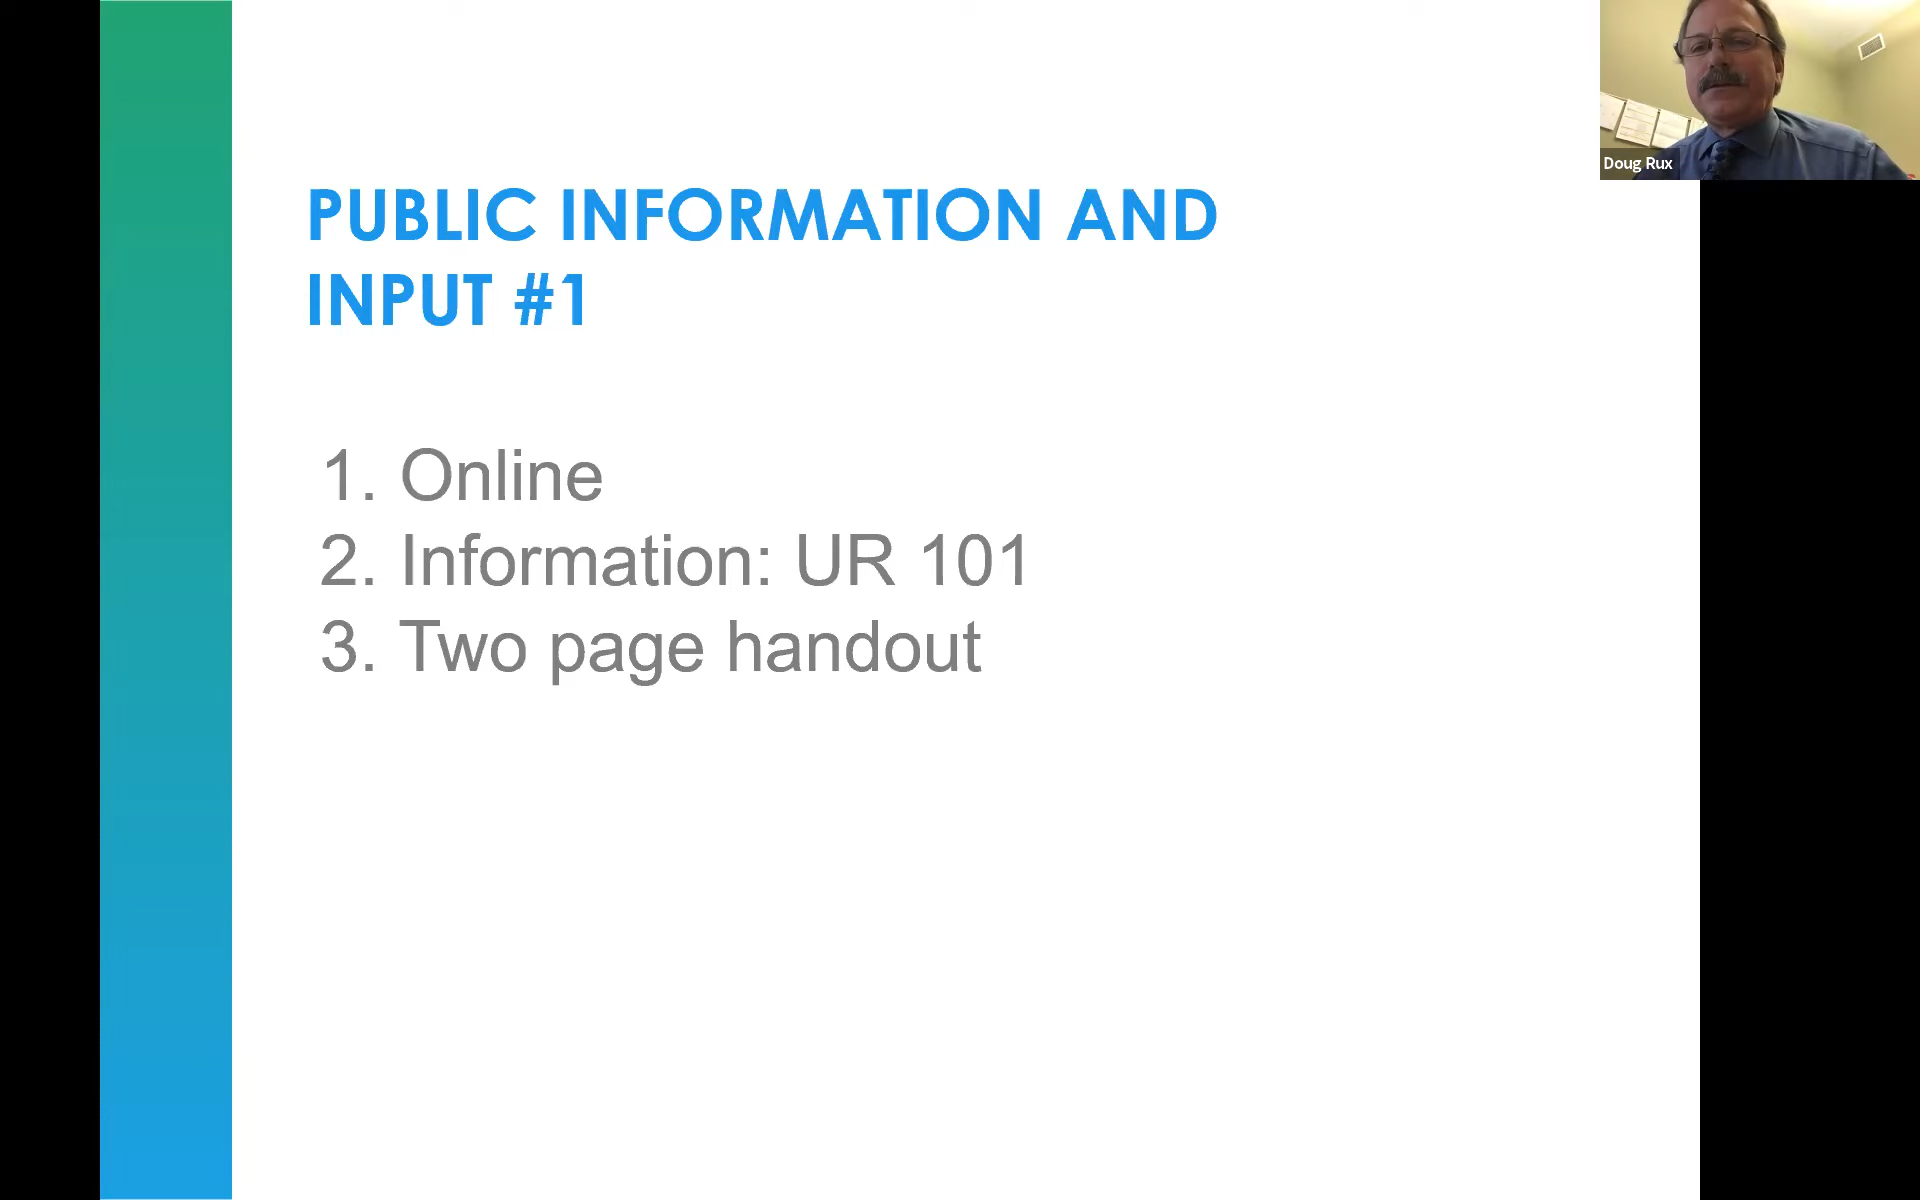 PUBLIC INFORMATION AND
INPUT #1
1. Online
2. Information: UR 101
3. Two page handout
Doug Rux